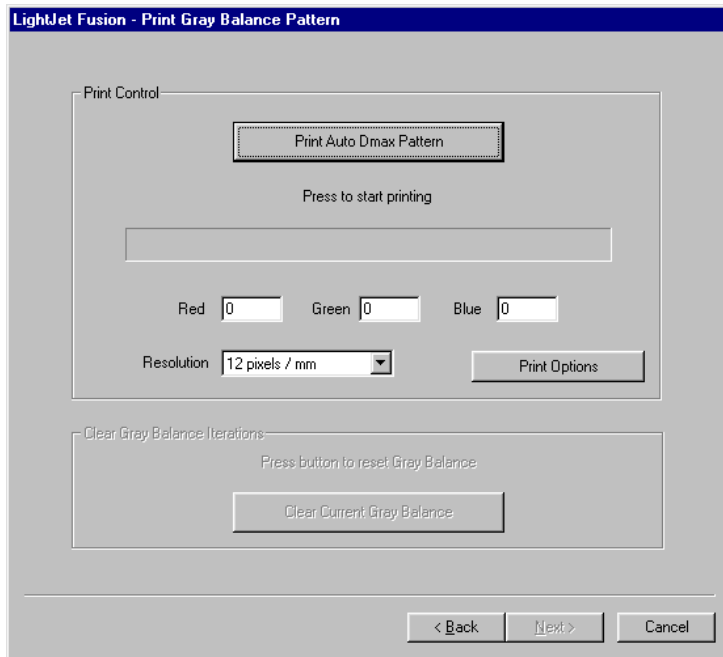 LightJet Fusion - Print Gray Balance Pattern
Print Control
Print Auto Dmax Pattern
Press to start printing
Red 0 Green 0 Blue 0
Resolution 12 pixels / mm Print Options
Clear Gray Balance Iterations
Press button to reset Gray Balance
Clear Current Gray Balance
< Back Next > Cancel